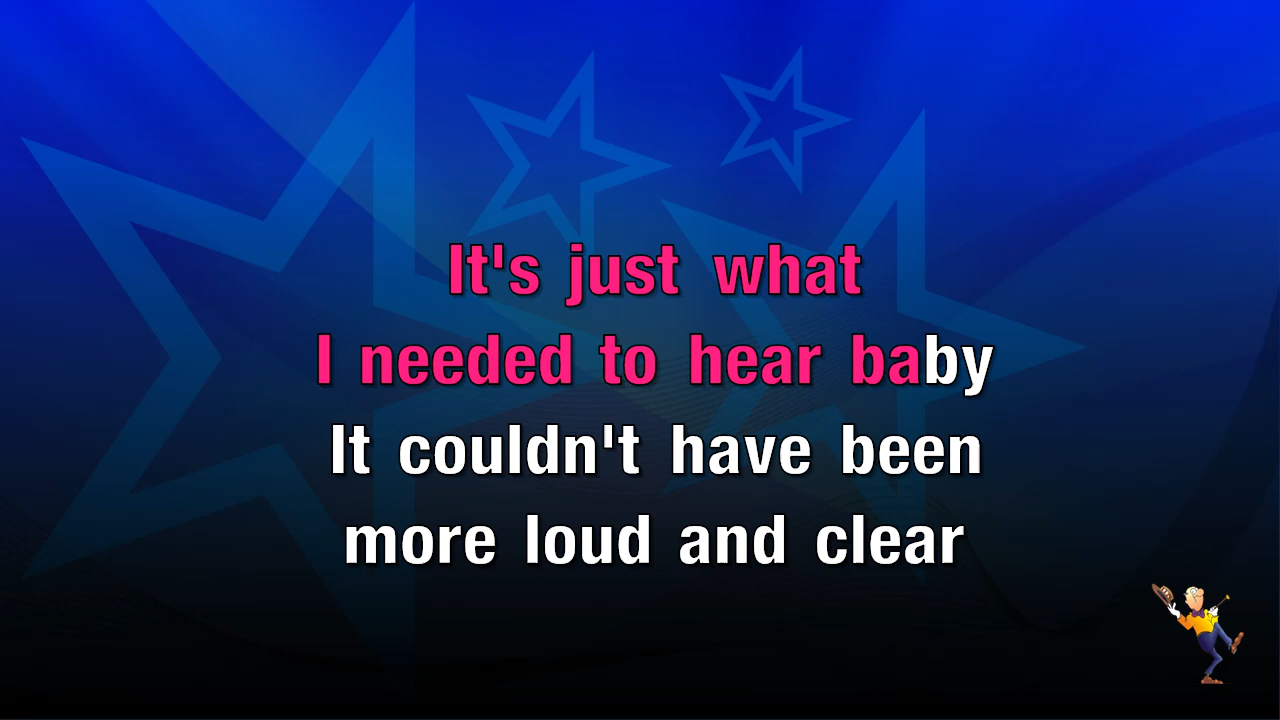 It's just what
I needed to hear baby
It couldn't have been
more loud and clear